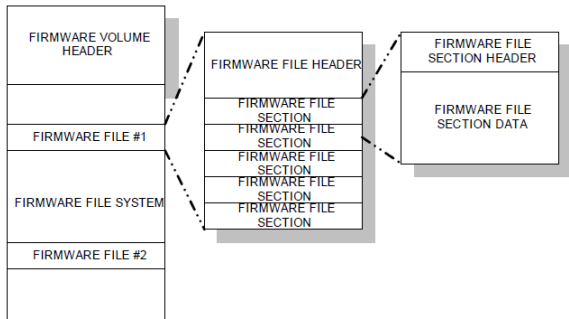 FIRMWARE VOLUME
HEADER
FIRMWARE FILE #1
FIRMWARE FILE SYSTEM
FIRMWARE FILE #2
FIRMWARE FILE HEADER
FIRMWARE FILE
SECTION
FIRMWARE FILE
SECTION
FIRMWARE FILE
SECTION
FIRMWARE FILE
SECTION
FIRMWARE FILE
SECTION
FIRMWARE FILE
SECTION HEADER
FIRMWARE FILE
SECTION DATA